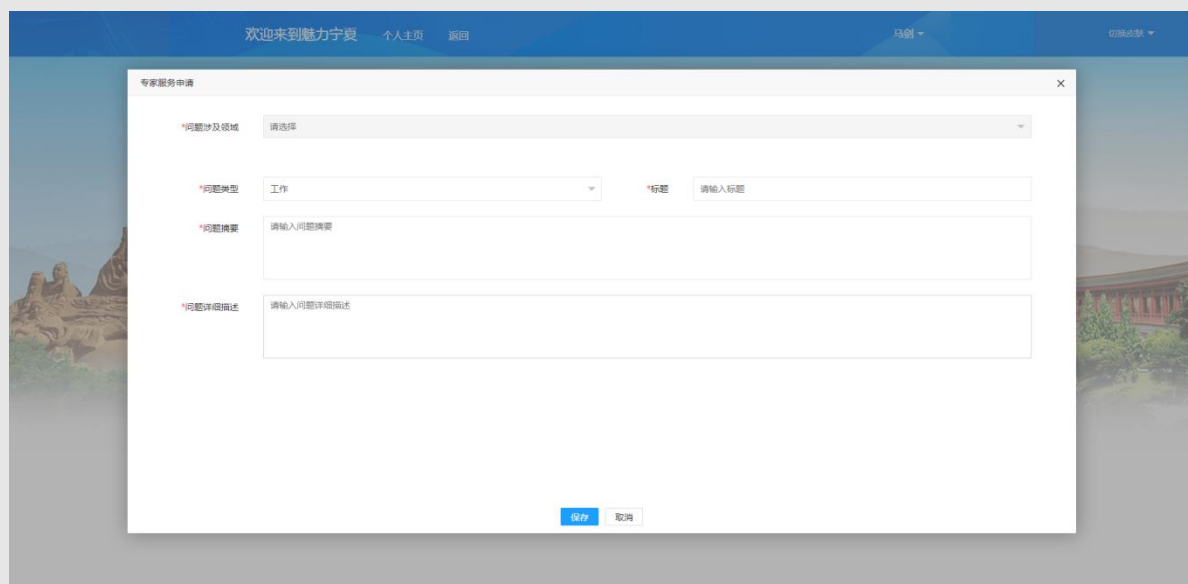 欢迎来到魅力宁夏 个人主页 返回 马剑 切换皮肤
专家服务申请 ×
*问题涉及领域 请选择
*问题类型 工作 *标题 请输入标题
*问题摘要 请输入问题摘要
*问题详细描述 请输入问题详细描述
保存 取消